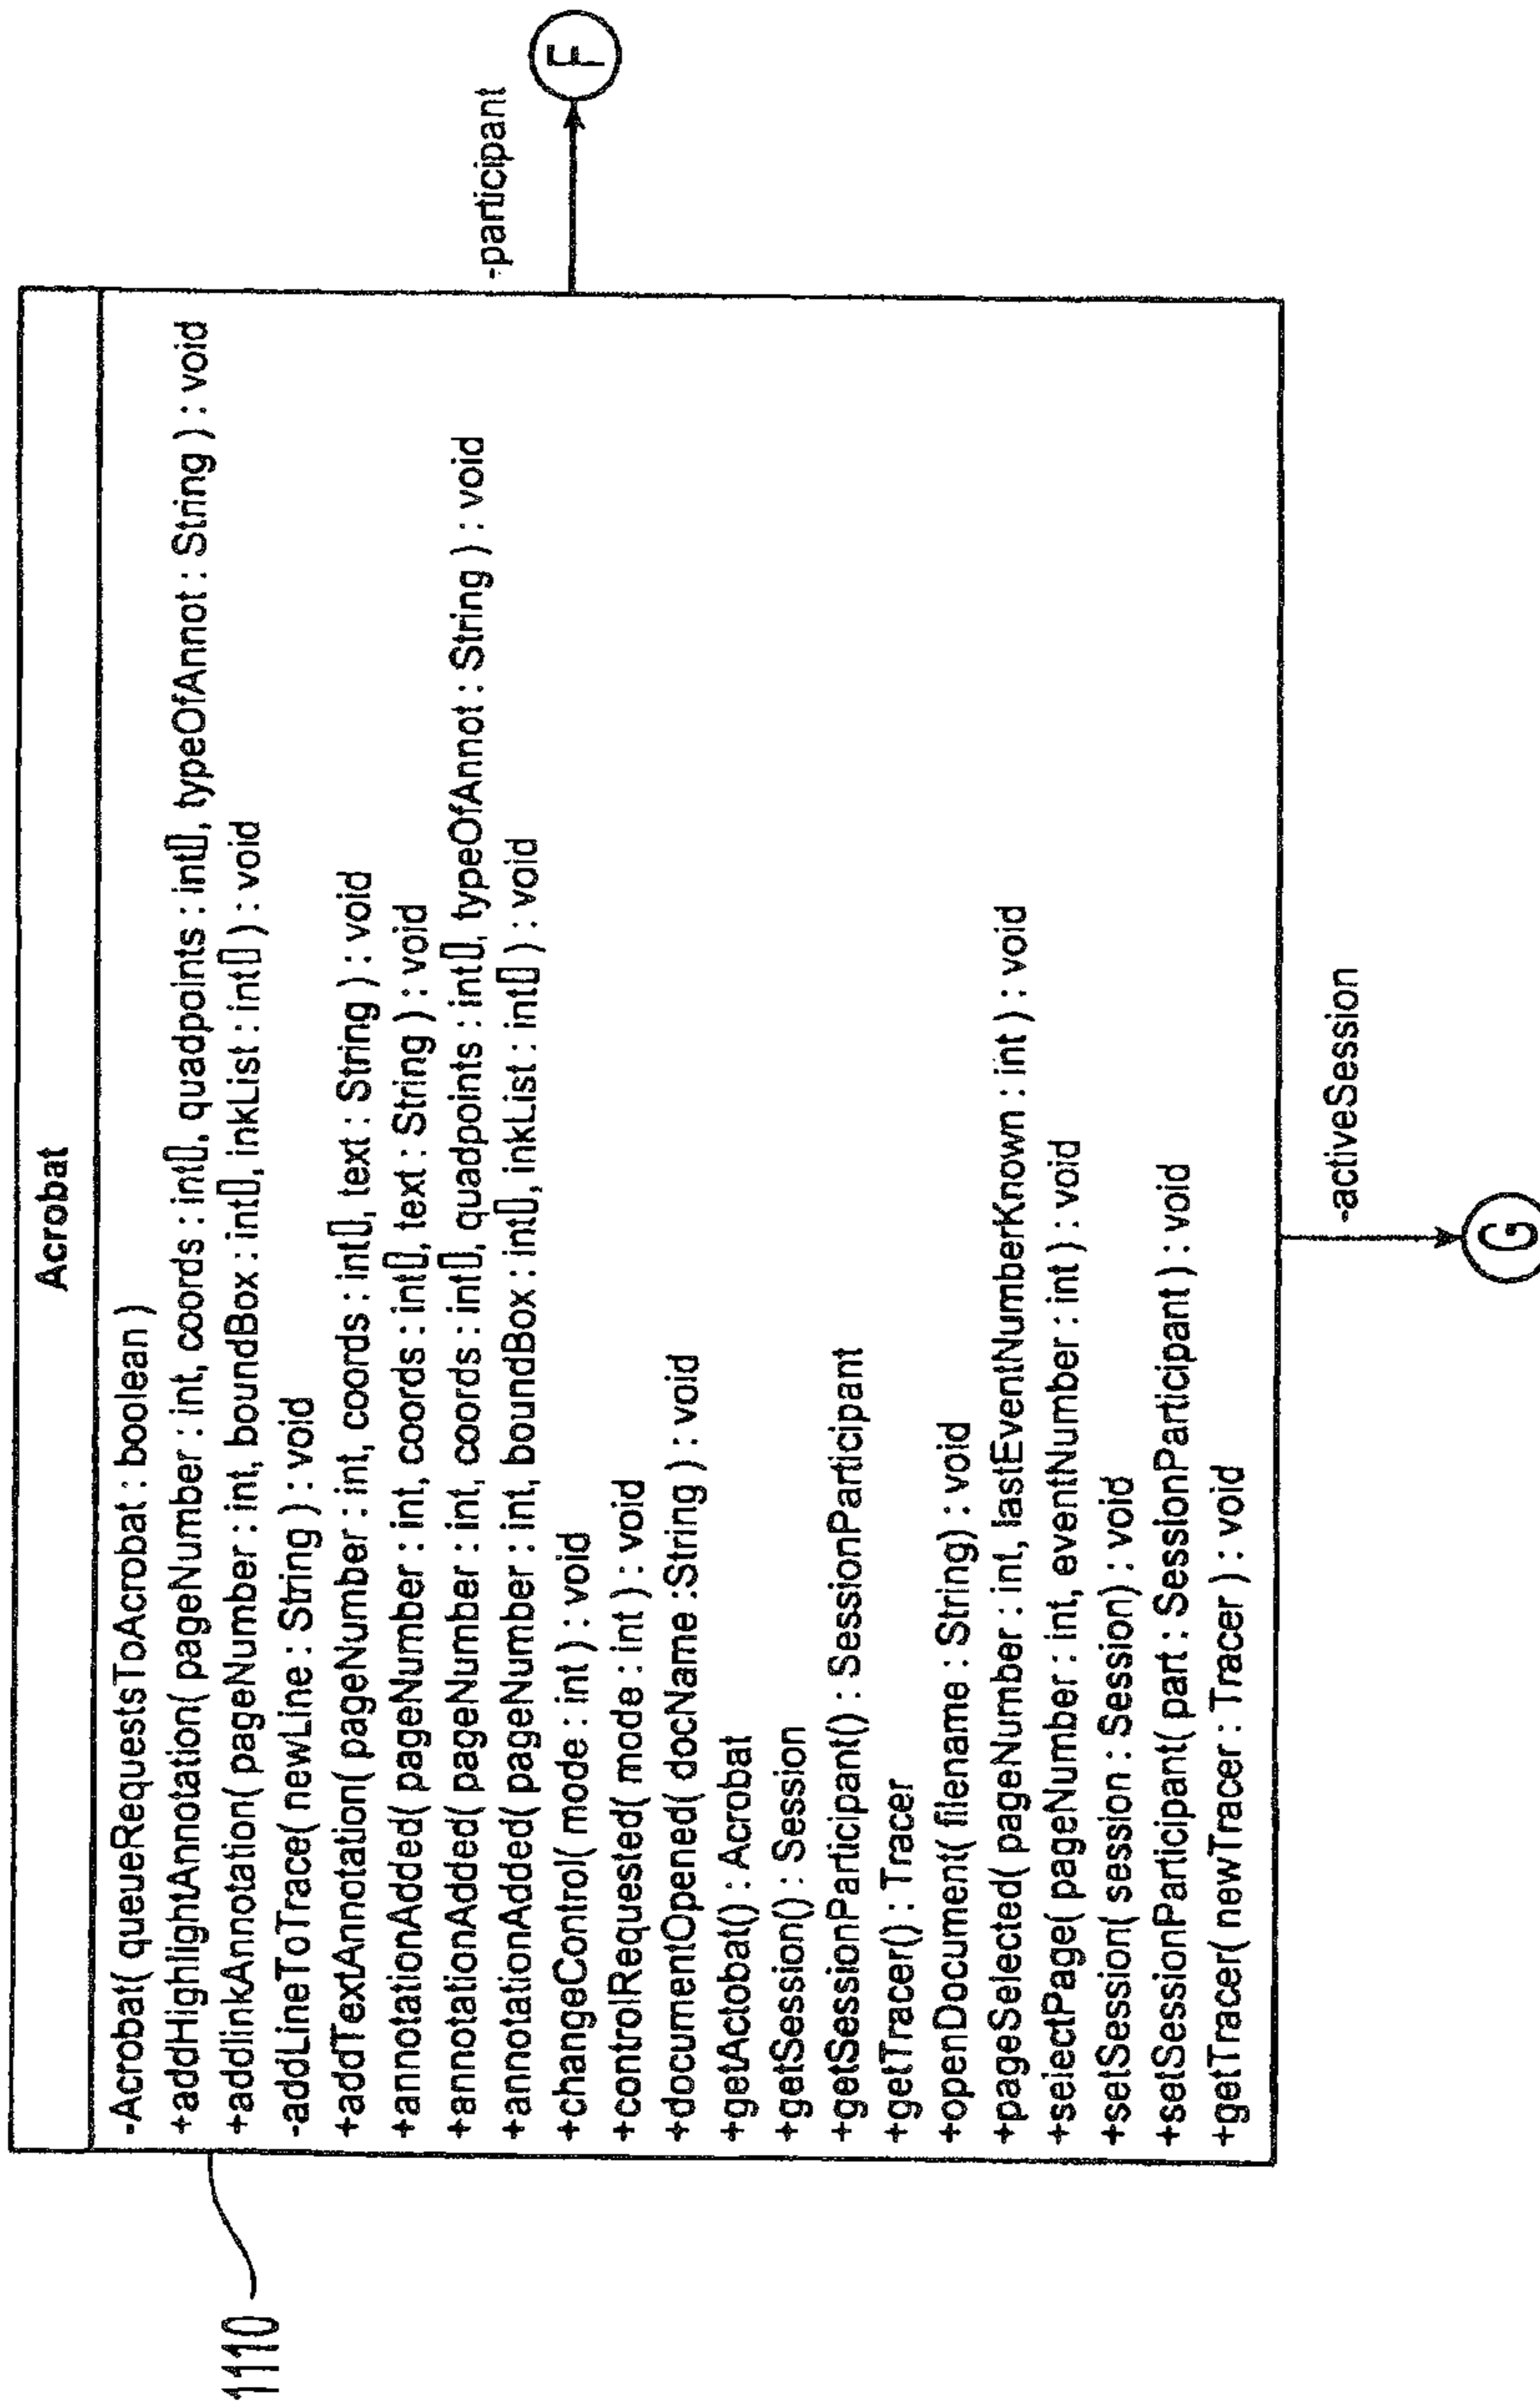 Acrobat
-Acrobat( queueRequestsToAcrobat : boolean )
+addHighlightAnnotation( pageNumber : int, coords : int[], quadpoints : int[], typeOfAnnot : String ) : void
+addInkAnnotation( pageNumber : int, boundBox : int[], inkList : int[] ) : void
-addLineToTrace( newLine : String ) : void
+addTextAnnotation( pageNumber : int, coords : int[], text : String ) : void
+annotationAdded( pageNumber : int, coords : int[], text : String ) : void
+annotationAdded( pageNumber : int, coords : int[], quadpoints : int[], typeOfAnnot : String ) : void
+annotationAdded( pageNumber : int, boundBox : int[], inkList : int[] ) : void
+changeControl( mode : int ) : void
+controlRequested( mode : int ) : void
+documentOpened( docName :String ) : void
+getActobat() : Acrobat
+getSession() : Session
+getSessionParticipant() : SessionParticipant
+getTracer() : Tracer
+openDocument( filename : String) : void
+pageSelected( pageNumber : int, lastEventNumberKnown : int ) : void
+selectPage( pageNumber : int, eventNumber : int ) : void
+setSession( session : Session) : void
+setSessionParticipant( part : SessionParticipant ) : void
+getTracer( newTracer : Tracer ) : void
1110
-participant
F
-activeSession
G